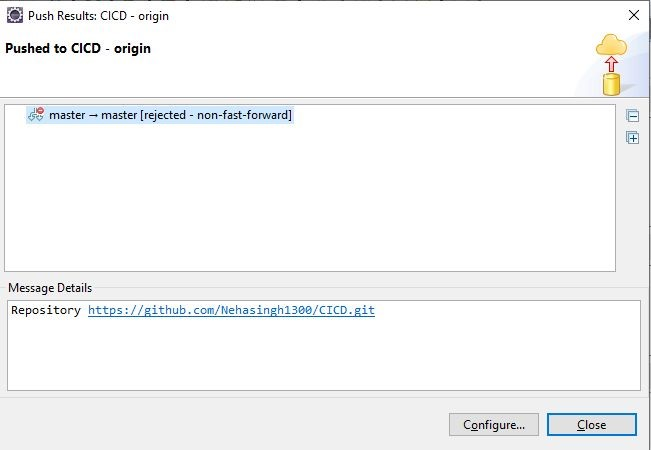 Push Results: CICD - origin
Pushed to CICD - origin
master → master [rejected - non-fast-forward]
Message Details
Repository https://github.com/Nehasingh1300/CICD.git
Configure...
Close